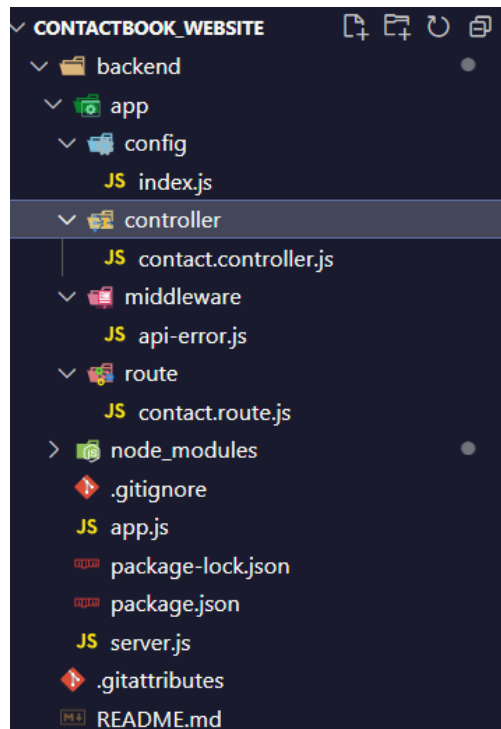 CONTACTBOOK_WEBSITE
backend
app
config
JS index.js
controller
JS contact.controller.js
middleware
JS api-error.js
route
JS contact.route.js
node_modules
.gitignore
JS app.js
npm package-lock.json
npm package.json
JS server.js
.gitattributes
M README.md